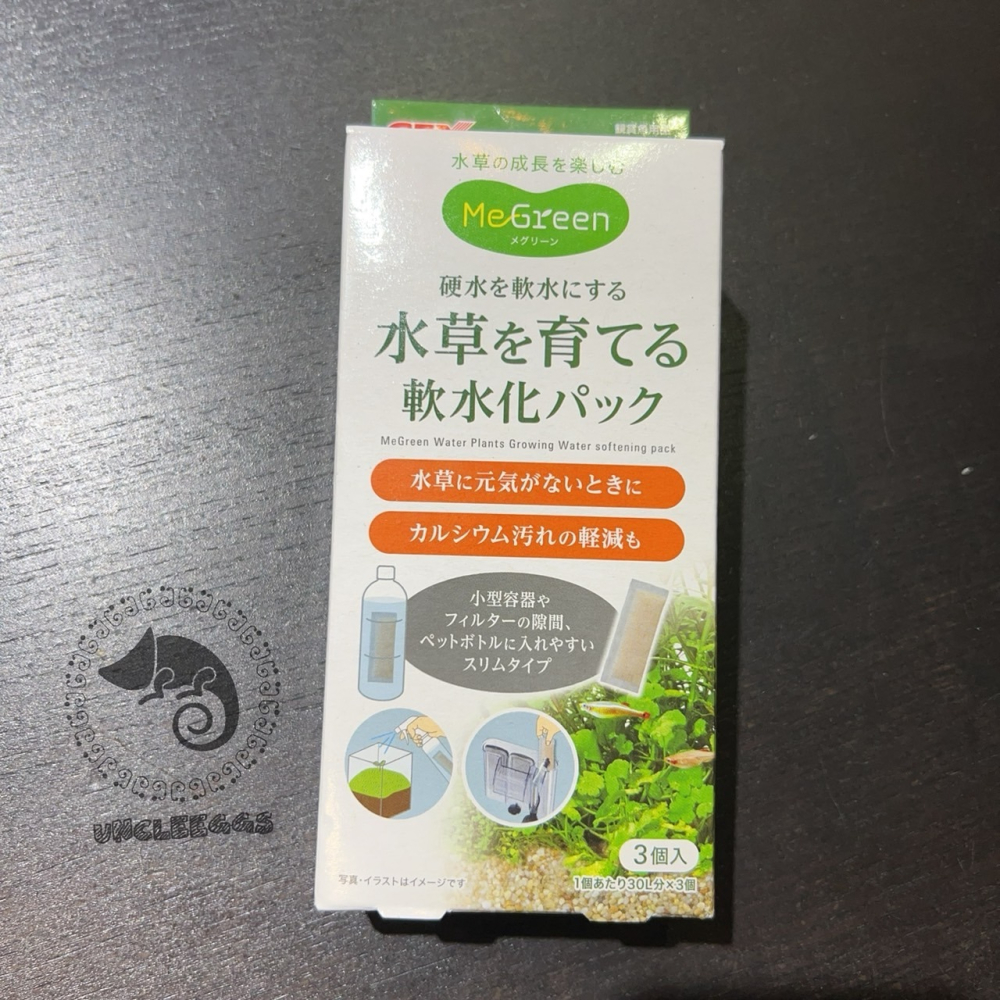 GEX
観賞魚用品
水草の成長を楽しむ
MeGreen
メグリーン
硬水を軟水にする
水草を育てる
軟水化パック
MeGreen Water Plants Growing Water softening pack
水草に元気がないときに
カルシウム汚れの軽減も
小型容器や
フィルターの隙間、
ペットボトルに入れやすい
スリムタイプ
3個入
1個あたり30L分×3個
写真・イラストはイメージです
UNCLEEGGS